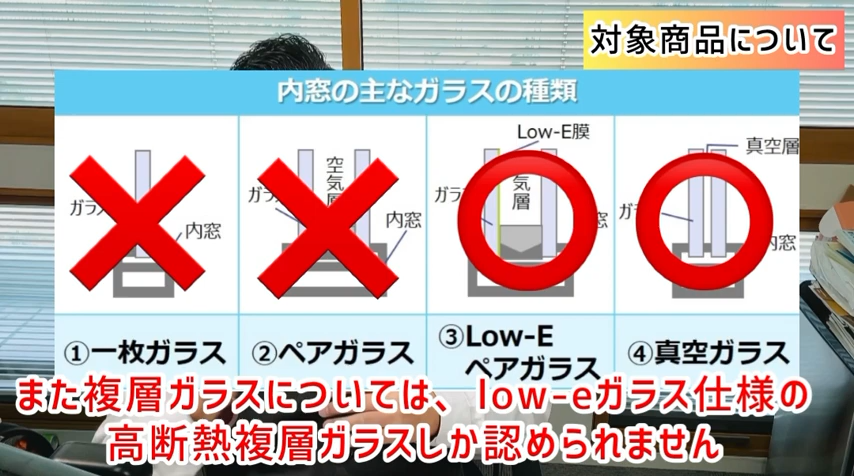 対象商品について
内窓の主なガラスの種類
Low-E膜
真空層
空気層
気層
ガラス
ガラ
ガラ
ガ
内窓
内窓
窓
内窓
①一枚ガラス
②ペアガラス
③Low-E
ペアガラス
④真空ガラス
また複層ガラスについては、low-eガラス仕様の
高断熱複層ガラスしか認められません